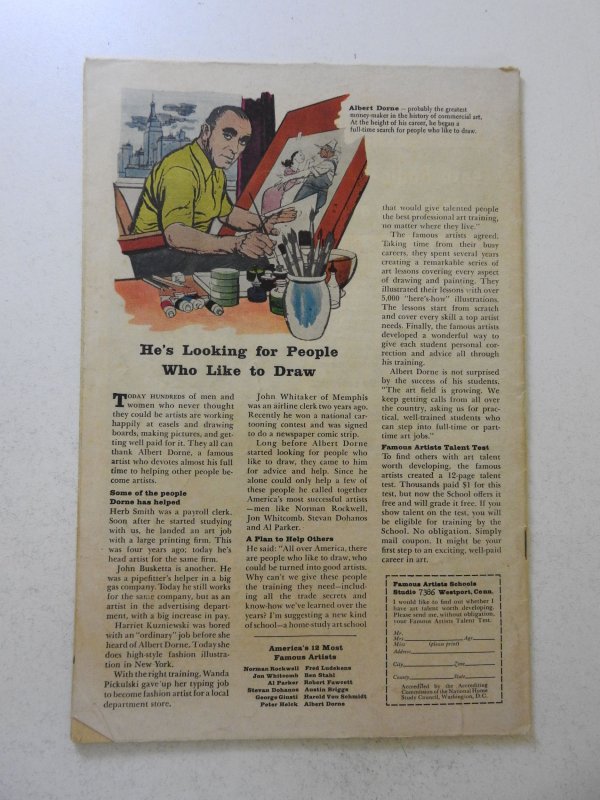 Albert Dorne — probably the greatest
money-maker in the history of commercial art.
At the height of his career, he began a
full-time search for people who like to draw.
He's Looking for People
Who Like to Draw
TODAY HUNDREDS of men and
women who never thought
they could be artists are working
happily at easels and drawing
boards, making pictures, and get-
ting well paid for it. They all can
thank Albert Dorne, a famous
artist who devotes almost his full
time to helping other people be-
come artists.
Some of the people
Dorne has helped
Herb Smith was a payroll clerk.
Soon after he started studying
with us, he landed an art job
with a large printing firm. This
was four years ago; today he's
head artist for the same firm.
John Busketta is another. He
was a pipefitter's helper in a big
gas company. Today he still works
for the same company, but as an
artist in the advertising depart-
ment, with a big increase in pay.
Harriet Kuzniewski was bored
with an "ordinary" job before she
heard of Albert Dorne. Today she
does high-style fashion illustra-
tion in New York.
With the right training, Wanda
Pickulski gave up her typing job
to become fashion artist for a local
department store.
John Whitaker of Memphis
was an airline clerk two years ago.
Recently he won a national car-
tooning contest and was signed
to do a newspaper comic strip.
Long before Albert Dorne
started looking for people who
like to draw, they came to him
for advice and help. Since he
alone could only help a few of
these people he called together
America's most successful artists
—men like Norman Rockwell,
Jon Whitcomb, Stevan Dohanos
and Al Parker.
A Plan to Help Others
He said: "All over America, there
are people who like to draw, who
could be turned into good artists.
Why can't we give these people
the training they need—includ-
ing all the trade secrets and
know-how we've learned over the
years? I'm suggesting a new kind
of school—a home-study art school
America's 12 Most
Famous Artists
Norman Rockwell
Jon Whitcomb
Al Parker
Stevan Dohanos
George Giusti
Peter Helck
Fred Ludekens
Ben Stahl
Robert Fawcett
Austin Briggs
Harold Von Schmidt
Albert Dorne
that would give talented people
the best professional art training,
no matter where they live."
The famous artists agreed.
Taking time from their busy
careers, they spent several years
creating a remarkable series of
art lessons covering every aspect
of drawing and painting. They
illustrated their lessons with over
5,000 "here's-how" illustrations.
The lessons start from scratch
and cover every skill a top artist
needs. Finally, the famous artists
developed a wonderful way to
give each student personal cor-
rection and advice all through
his training.
Albert Dorne is not surprised
by the success of his students.
"The art field is growing. We
keep getting calls from all over
the country, asking us for prac-
tical, well-trained students who
can step into full-time or part-
time art jobs."
Famous Artists Talent Test
To find others with art talent
worth developing, the famous
artists created a 12-page talent
test. Thousands paid $1 for this
test, but now the School offers it
free and will grade it free. If you
show talent on the test, you will
be eligible for training by the
School. No obligation. Simply
mail coupon. It might be your
first step to an exciting, well-paid
career in art.
Famous Artists Schools
Studio 7386 Westport, Conn.
I would like to find out whether I
have art talent worth developing.
Please send me, without obligation,
your Famous Artists Talent Test.
Mr.
Mrs. Age
Miss (please print)
Address
City Zone
County State
Accredited by the Accrediting
Commission of the National Home
Study Council, Washington, D.C.